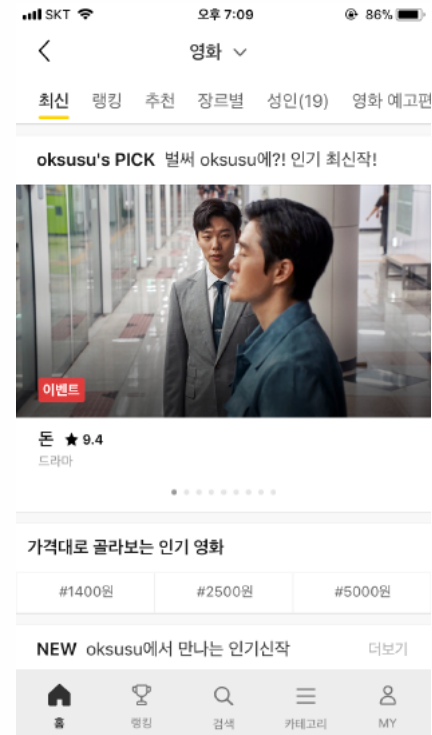 SKT 오후 7:09 86%
영화
최신 랭킹 추천 장르별 성인(19) 영화 예고편
oksusu's PICK 벌써 oksusu에?! 인기 최신작!
이벤트
돈 ★ 9.4
드라마
가격대로 골라보는 인기 영화
#1400원 #2500원 #5000원
NEW oksusu에서 만나는 인기신작 더보기
홈 랭킹 검색 카테고리 MY